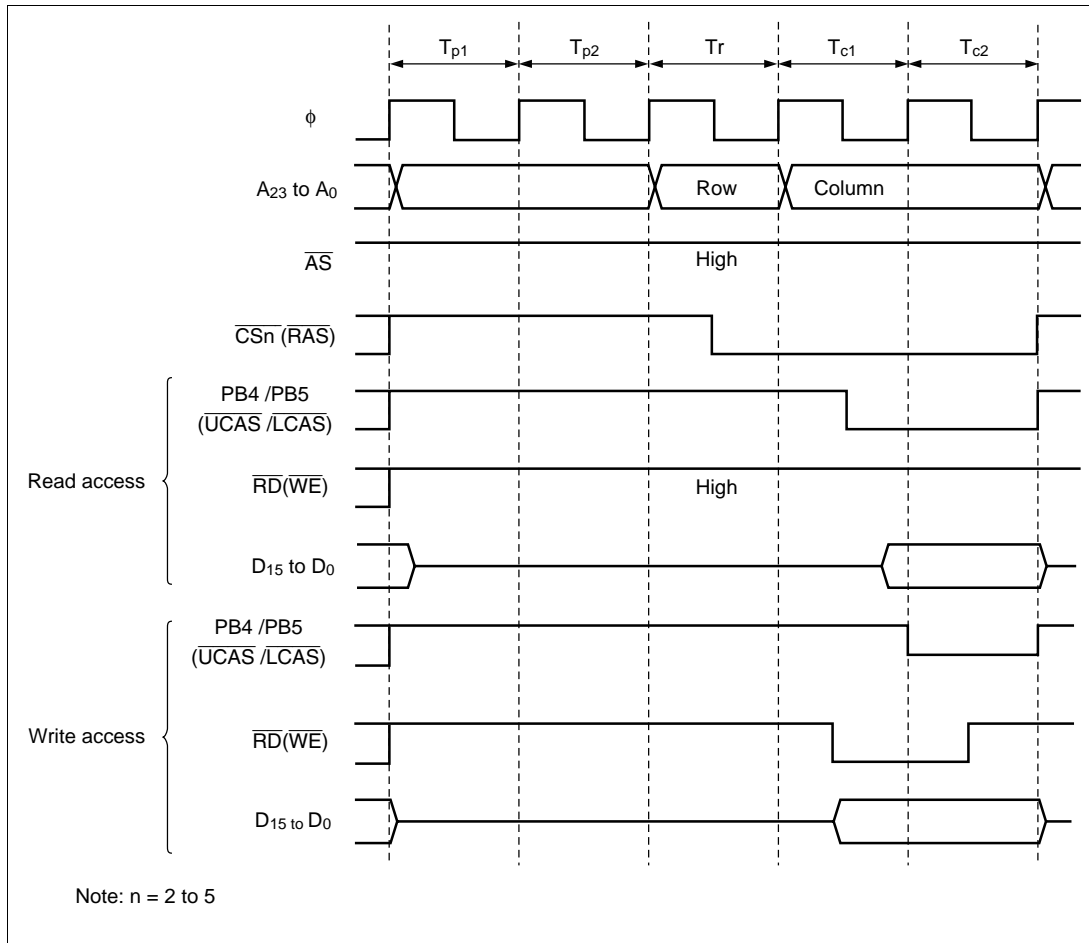 Tp1 Tp2 Tr Tc1 Tc2
ϕ
A23 to A0 Row Column
AS High
CSn (RAS)
PB4 /PB5
(UCAS /LCAS)
Read access
RD(WE) High
D15 to D0
PB4 /PB5
(UCAS /LCAS)
Write access
RD(WE)
D15 to D0
Note: n = 2 to 5